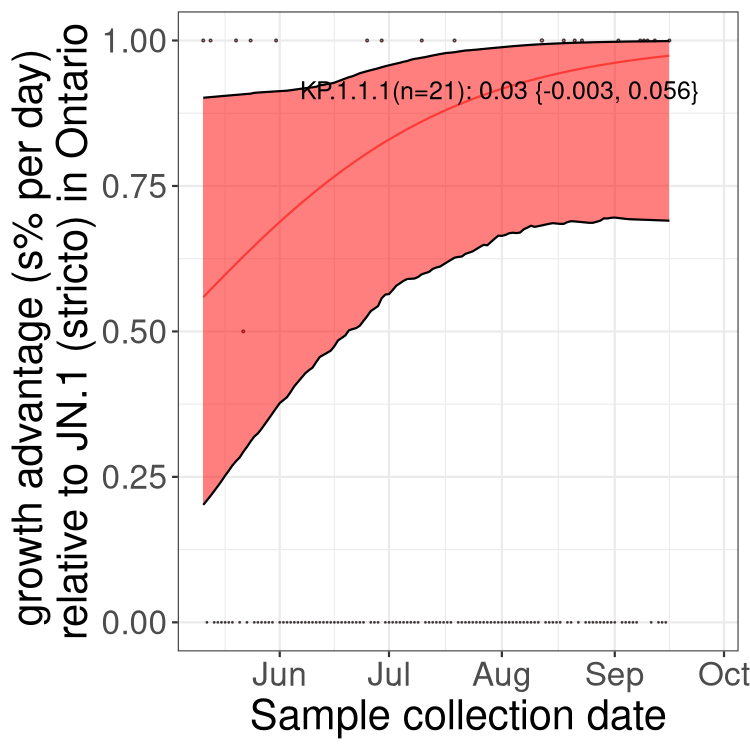 growth advantage (s% per day)
relative to JN.1 (stricto) in Ontario
1.00
0.75
0.50
0.25
0.00
KP.1.1.1(n=21): 0.03 {-0.003, 0.056}
Jun Jul Aug Sep Oct
Sample collection date